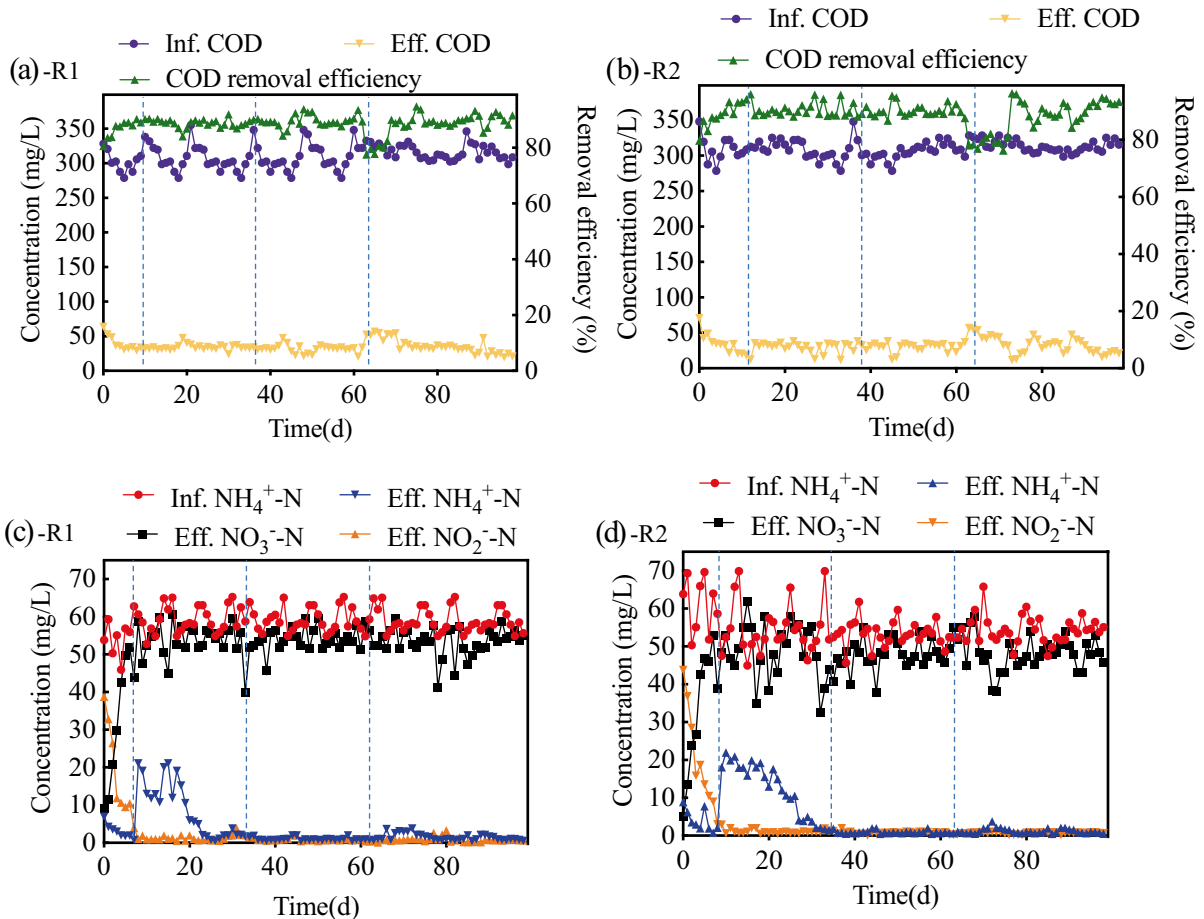 Inf. COD
Eff. COD
(a)-R1
COD removal efficiency
350
300
250
200
150
100
50
0
80
60
40
20
0
0 20 40 60 80
Concentration (mg/L)
Removal efficiency (%)
Time(d)
Inf. COD
Eff. COD
(b)-R2
COD removal efficiency
350
300
250
200
150
100
50
0
80
60
40
20
0
0 20 40 60 80
Concentration (mg/L)
Removal efficiency (%)
Time(d)
Inf. NH₄⁺-N
Eff. NH₄⁺-N
(c)-R1
Eff. NO₃⁻-N
Eff. NO₂⁻-N
70
60
50
40
30
20
10
0
0 20 40 60 80
Concentration (mg/L)
Time(d)
Inf. NH₄⁺-N
Eff. NH₄⁺-N
(d)-R2
Eff. NO₃⁻-N
Eff. NO₂⁻-N
70
60
50
40
30
20
10
0
0 20 40 60 80
Concentration (mg/L)
Time(d)